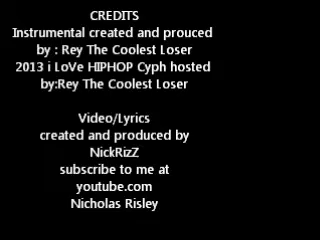 CREDITS
Instrumental created and prouced
by : Rey The Coolest Loser
2013 i LoVe HIPHOP Cyph hosted
by:Rey The Coolest Loser
Video/Lyrics
created and produced by
NickRizZ
subscribe to me at
youtube.com
Nicholas Risley